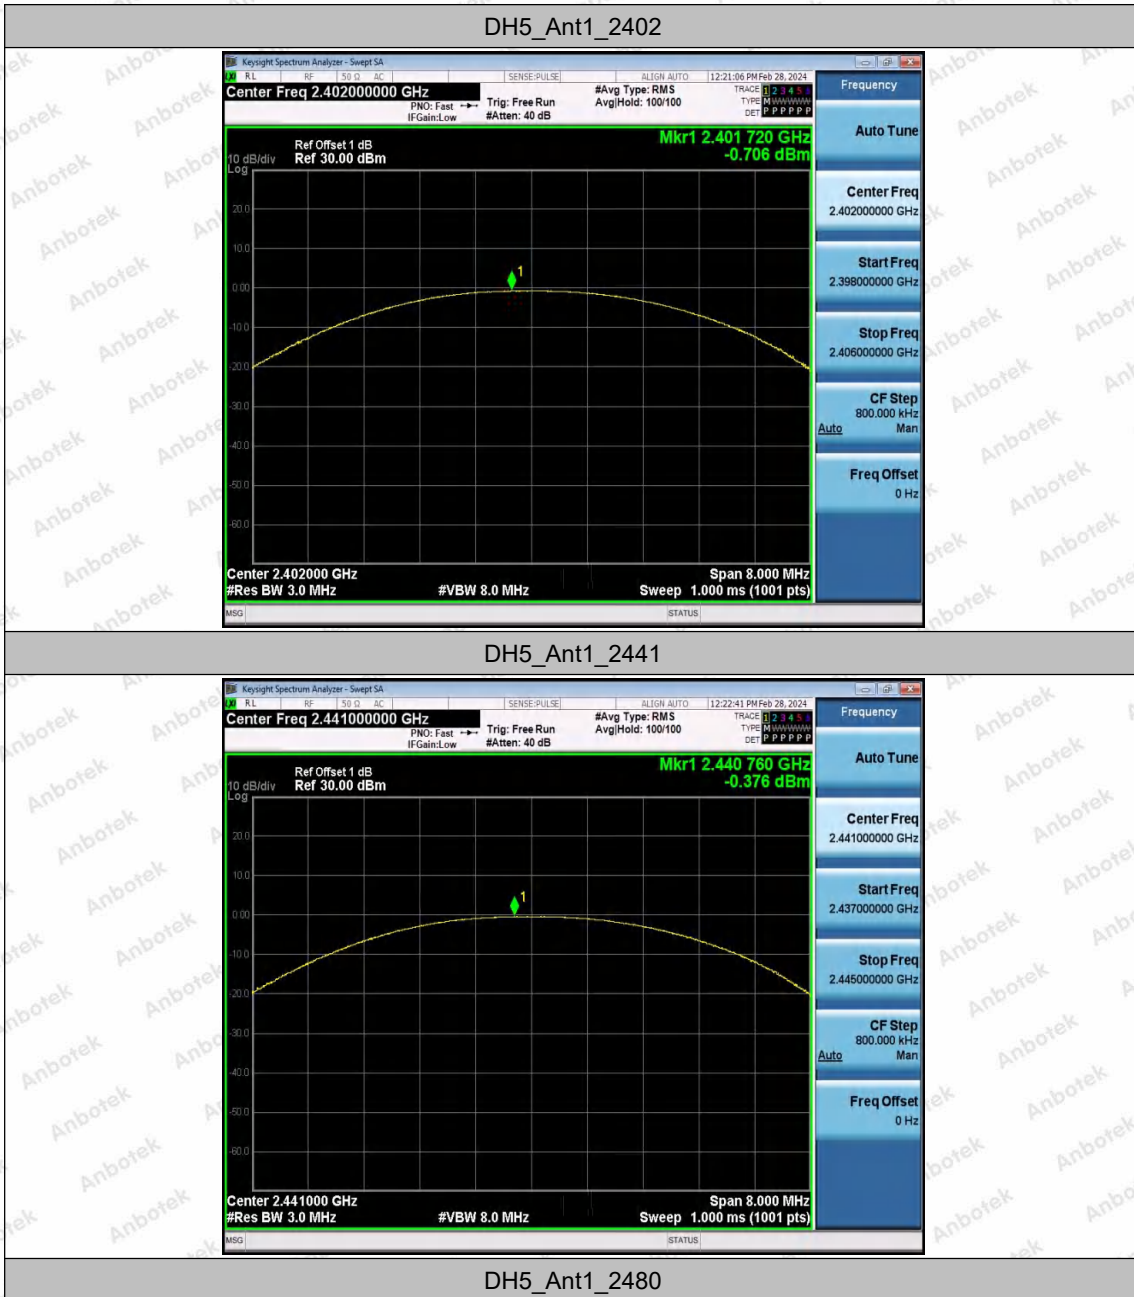 DH5_Ant1_2402
Keysight Spectrum Analyzer - Swept SA
RL RF 50 Ω AC SENSE:PULSE ALIGN AUTO 12:21:06 PM Feb 28, 2024
Center Freq 2.402000000 GHz
PNO: Fast
IFGain:Low
Trig: Free Run
#Atten: 40 dB
#Avg Type: RMS
Avg|Hold: 100/100
TRACE 1 2 3 4 5 6
TYPE M WWWWW
DET P P P P P P
Frequency
Mkr1 2.401 720 GHz
-0.706 dBm
Ref Offset 1 dB
10 dB/div Ref 30.00 dBm
Log
20.0
10.0
0.00
-10.0
-20.0
-30.0
-40.0
-50.0
-60.0
1
Center 2.402000 GHz Span 8.000 MHz
#Res BW 3.0 MHz #VBW 8.0 MHz Sweep 1.000 ms (1001 pts)
MSG STATUS
Auto Tune
Center Freq
2.402000000 GHz
Start Freq
2.398000000 GHz
Stop Freq
2.406000000 GHz
CF Step
800.000 kHz
Auto Man
Freq Offset
0 Hz
DH5_Ant1_2441
Keysight Spectrum Analyzer - Swept SA
RL RF 50 Ω AC SENSE:PULSE ALIGN AUTO 12:22:41 PM Feb 28, 2024
Center Freq 2.441000000 GHz
PNO: Fast
IFGain:Low
Trig: Free Run
#Atten: 40 dB
#Avg Type: RMS
Avg|Hold: 100/100
TRACE 1 2 3 4 5 6
TYPE M WWWWW
DET P P P P P P
Frequency
Mkr1 2.440 760 GHz
-0.376 dBm
Ref Offset 1 dB
10 dB/div Ref 30.00 dBm
Log
20.0
10.0
0.00
-10.0
-20.0
-30.0
-40.0
-50.0
-60.0
1
Center 2.441000 GHz Span 8.000 MHz
#Res BW 3.0 MHz #VBW 8.0 MHz Sweep 1.000 ms (1001 pts)
MSG STATUS
Auto Tune
Center Freq
2.441000000 GHz
Start Freq
2.437000000 GHz
Stop Freq
2.445000000 GHz
CF Step
800.000 kHz
Auto Man
Freq Offset
0 Hz
DH5_Ant1_2480